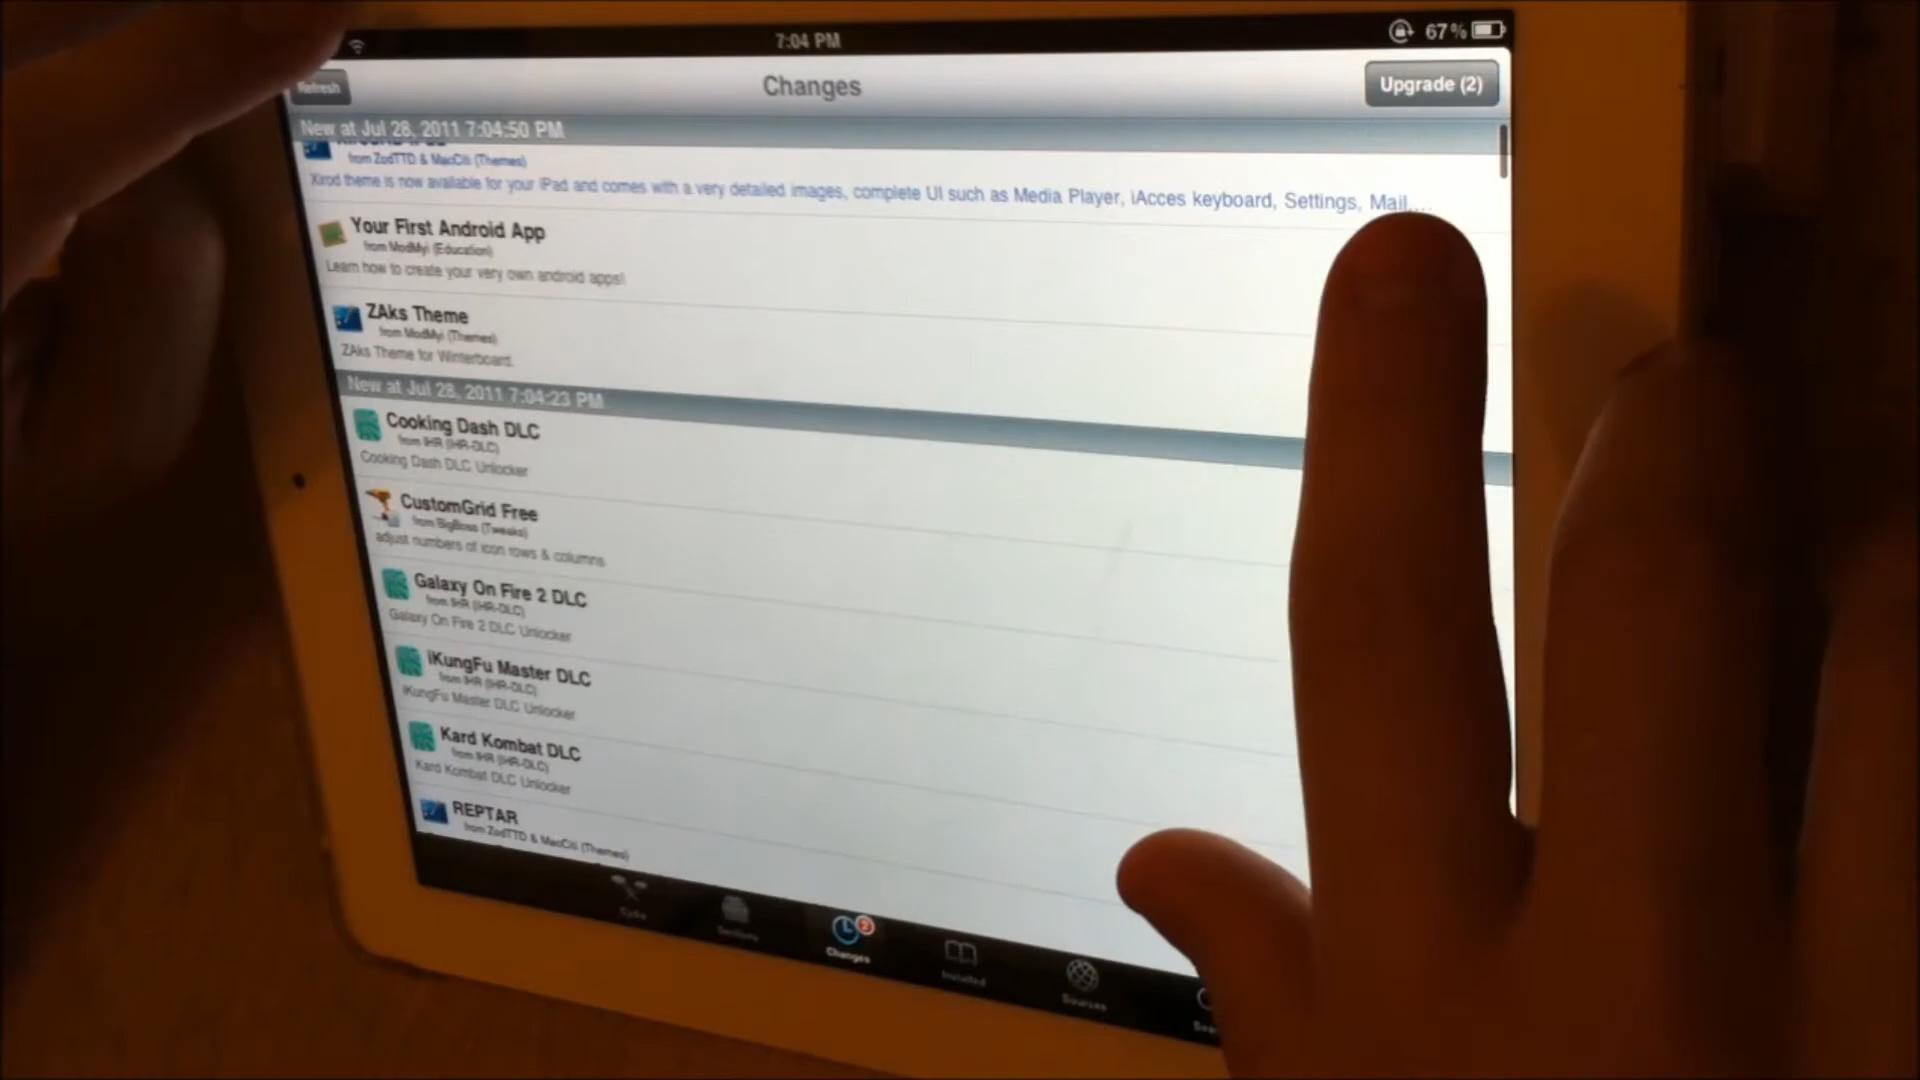 7:04 PM
67%
Refresh
Changes
Upgrade (2)
New at Jul 28, 2011 7:04:50 PM
from ZodTTD & MacCiti (Themes)
Xirod theme is now available for your iPad and comes with a very detailed images, complete UI such as Media Player, iAcces keyboard, Settings, Mail,...
Your First Android App
from ModMyi (Education)
Learn how to create your very own android apps!
ZAks Theme
from ModMyi (Themes)
ZAks Theme for Winterboard.
New at Jul 28, 2011 7:04:23 PM
Cooking Dash DLC
from IHR (IHR-DLC)
Cooking Dash DLC Unlocker
CustomGrid Free
from BigBoss (Tweaks)
adjust numbers of icon rows & columns
Galaxy On Fire 2 DLC
from IHR (IHR-DLC)
Galaxy On Fire 2 DLC Unlocker
iKungFu Master DLC
from IHR (IHR-DLC)
iKungFu Master DLC Unlocker
Kard Kombat DLC
from IHR (IHR-DLC)
Kard Kombat DLC Unlocker
REPTAR
from ZodTTD & MacCiti (Themes)
Cydia
Sections
2
Changes
Installed
Sources